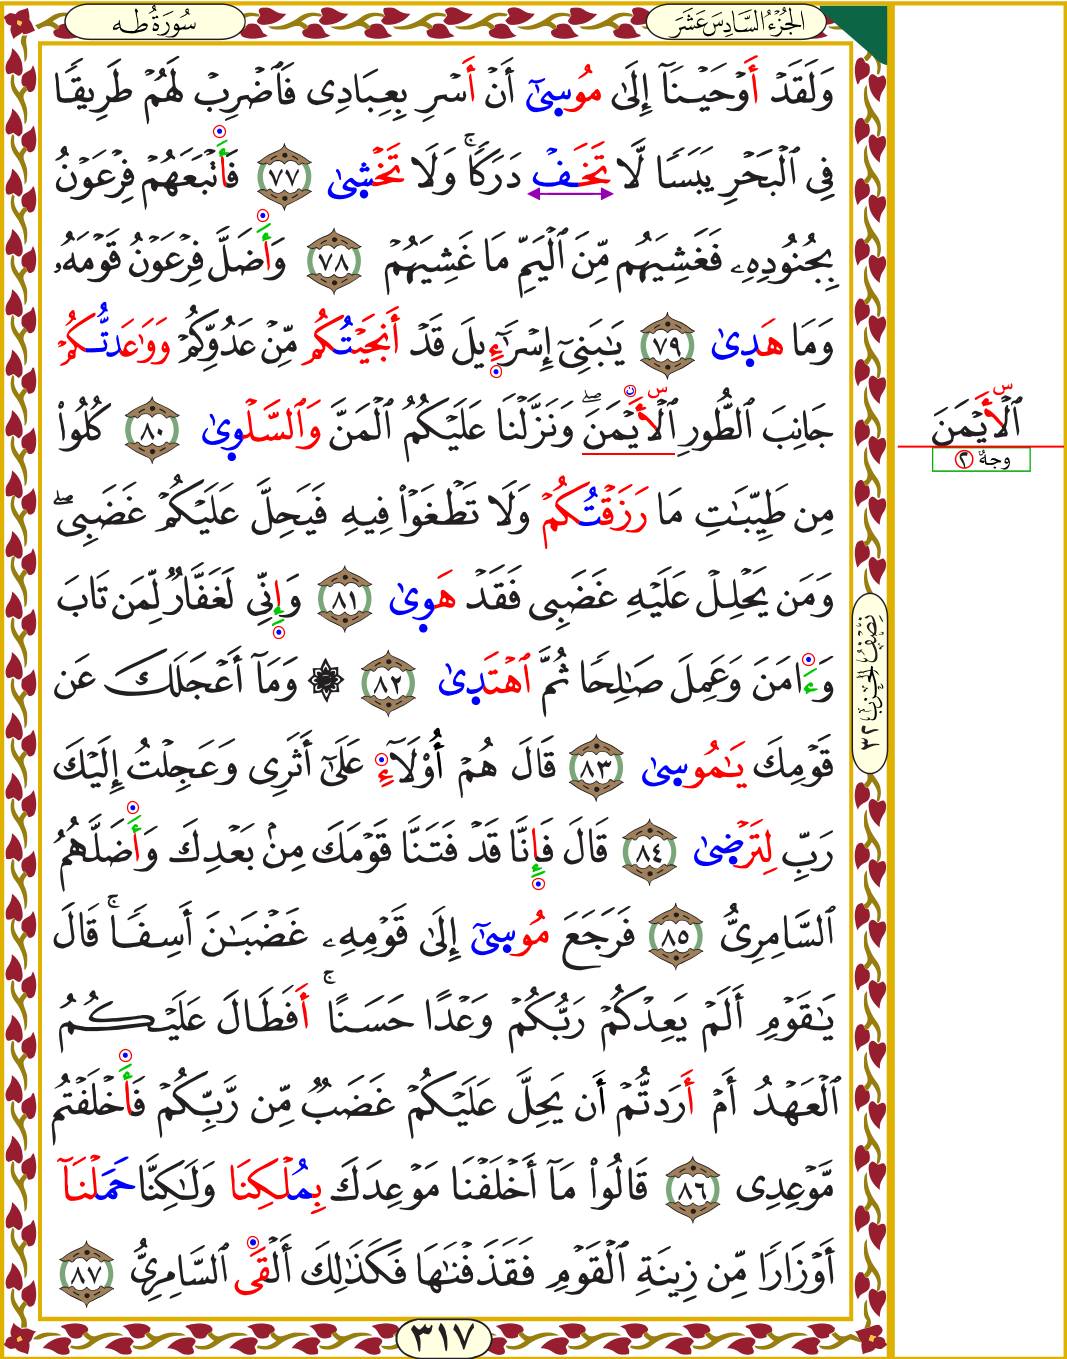 سُورَةُ طه
الجُزْءُ السَّادِسَ عَشَرَ
وَلَقَدْ أَوْحَيْنَآ إِلَىٰ مُوسِىٰٓ أَنْ أَسْرِ بِعِبَادِى فَٱضْرِبْ لَهُمْ طَرِيقًا
فِى ٱلْبَحْرِ يَبَسًا لَّا تَخَفْ دَرَكًا ۚ وَلَا تَخْشِىٰ ٧٧ فَأَتْبَعَهُمْ فِرْعَوْنُ
بِجُنُودِهِۦ فَغَشِيَهُم مِّنَ ٱلْيَمِّ مَا غَشِيَهُمْ ٧٨ وَأَضَلَّ فِرْعَوْنُ قَوْمَهُۥ
وَمَا هَدِىٰ ٧٩ يَـٰبَنِىٓ إِسْرَٰٓءِيلَ قَدْ أَنجَيْتُكُم مِّنْ عَدُوِّكُمْ وَوَٰعَدتُّكُمْ
جَانِبَ ٱلطُّورِ ٱلْأَيْمَنَ ۖ وَنَزَّلْنَا عَلَيْكُمُ ٱلْمَنَّ وَٱلسَّلْوِىٰ ٨٠ كُلُوا۟
مِن طَيِّبَـٰتِ مَا رَزَقْتُكُمْ وَلَا تَطْغَوْا۟ فِيهِ فَيَحِلَّ عَلَيْكُمْ غَضَبِى ۖ
وَمَن يَحْلِلْ عَلَيْهِ غَضَبِى فَقَدْ هَوِىٰ ٨١ وَإِنِّى لَغَفَّارٌ لِّمَن تَابَ
وَءَامَنَ وَعَمِلَ صَـٰلِحًا ثُمَّ ٱهْتَدِىٰ ٨٢ ۞ وَمَآ أَعْجَلَكَ عَن
قَوْمِكَ يَـٰمُوسِىٰ ٨٣ قَالَ هُمْ أُو۟لَآءِ عَلَىٰٓ أَثَرِى وَعَجِلْتُ إِلَيْكَ
رَبِّ لِتَرْضِىٰ ٨٤ قَالَ فَإِنَّا قَدْ فَتَنَّا قَوْمَكَ مِنۢ بَعْدِكَ وَأَضَلَّهُمُ
ٱلسَّامِرِىُّ ٨٥ فَرَجَعَ مُوسِىٰٓ إِلَىٰ قَوْمِهِۦ غَضْبَـٰنَ أَسِفًا ۚ قَالَ
يَـٰقَوْمِ أَلَمْ يَعِدْكُمْ رَبُّكُمْ وَعْدًا حَسَنًا ۚ أَفَطَالَ عَلَيْكُمُ
ٱلْعَهْدُ أَمْ أَرَدتُّمْ أَن يَحِلَّ عَلَيْكُمْ غَضَبٌ مِّن رَّبِّكُمْ فَأَخْلَفْتُم
مَّوْعِدِى ٨٦ قَالُوا۟ مَآ أَخْلَفْنَا مَوْعِدَكَ بِمُلْكِنَا وَلَـٰكِنَّا حَمَلْنَآ
أَوْزَارًا مِّن زِينَةِ ٱلْقَوْمِ فَقَذَفْنَـٰهَا فَكَذَٰلِكَ أَلْقَى ٱلسَّامِرِىُّ ٨٧
٣١٧
نِصْفُ الحِزْبِ ٣٢
س
ٱلْأَيْمَنَ
وجهٌ ٢